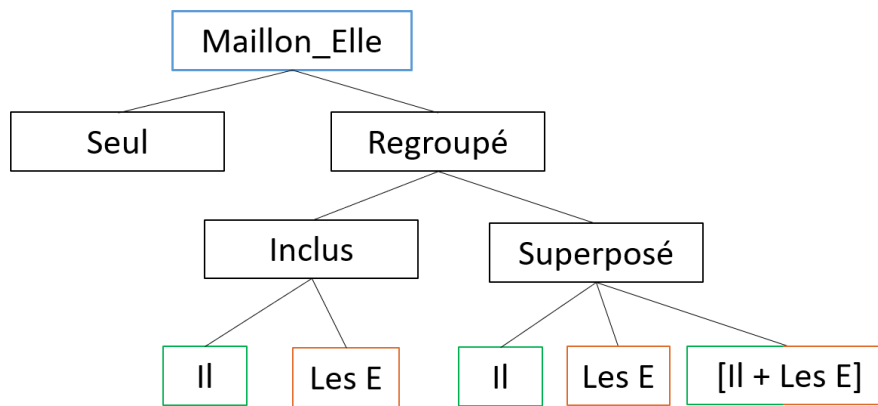 Maillon_Elle
Seul
Regroupé
Inclus
Superposé
Il
Les E
Il
Les E
[Il + Les E]